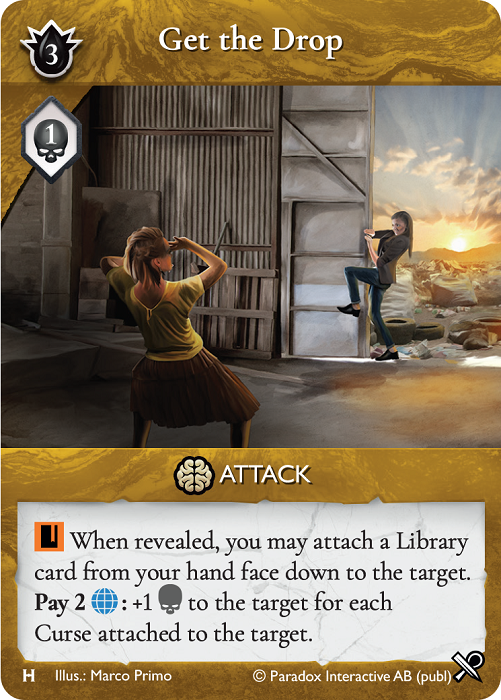 3
Get the Drop
1
ATTACK
When revealed, you may attach a Library
card from your hand face down to the target.
Pay 2 : +1 to the target for each
Curse attached to the target.
H Illus.: Marco Primo © Paradox Interactive AB (publ)